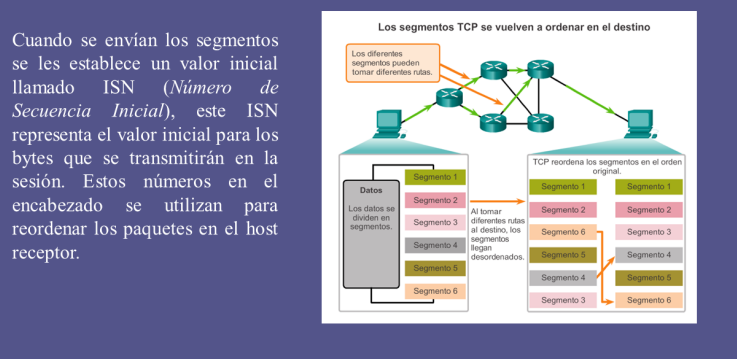 Cuando se envían los segmentos
se les establece un valor inicial
llamado ISN (Número de
Secuencia Inicial), este ISN
representa el valor inicial para los
bytes que se transmitirán en la
sesión. Estos números en el
encabezado se utilizan para
reordenar los paquetes en el host
receptor.
Los segmentos TCP se vuelven a ordenar en el destino
Los diferentes
segmentos pueden
tomar diferentes rutas.
Datos
Los datos se
dividen en
segmentos.
Segmento 1
Segmento 2
Segmento 3
Segmento 4
Segmento 5
Segmento 6
Al tomar
diferentes rutas
al destino, los
segmentos
llegan
desordenados.
TCP reordena los segmentos en el orden
original.
Segmento 1
Segmento 2
Segmento 6
Segmento 5
Segmento 4
Segmento 3
Segmento 1
Segmento 2
Segmento 3
Segmento 4
Segmento 5
Segmento 6